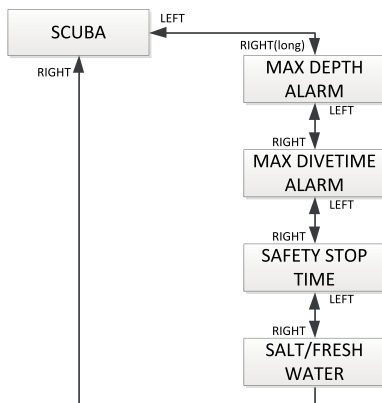 LEFT
SCUBA
RIGHT(long)
RIGHT
MAX DEPTH
ALARM
LEFT
RIGHT
MAX DIVETIME
ALARM
LEFT
RIGHT
SAFETY STOP
TIME
LEFT
RIGHT
SALT/FRESH
WATER